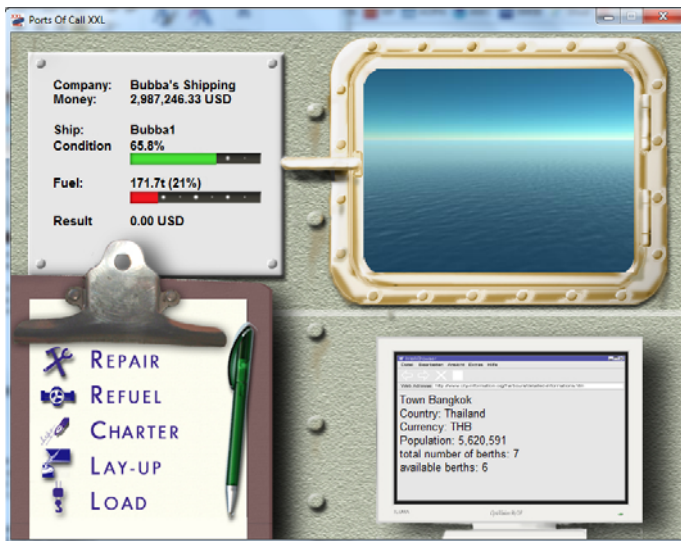 Ports Of Call XXL
Company: Bubba's Shipping
Money: 2,987,246.33 USD
Ship: Bubba1
Condition 65.8%
Fuel: 171.7t (21%)
Result 0.00 USD
REPAIR
REFUEL
CHARTER
LAY-UP
LOAD
Town Bangkok
Country: Thailand
Currency: THB
Population: 5,620,591
total number of berths: 7
available berths: 6